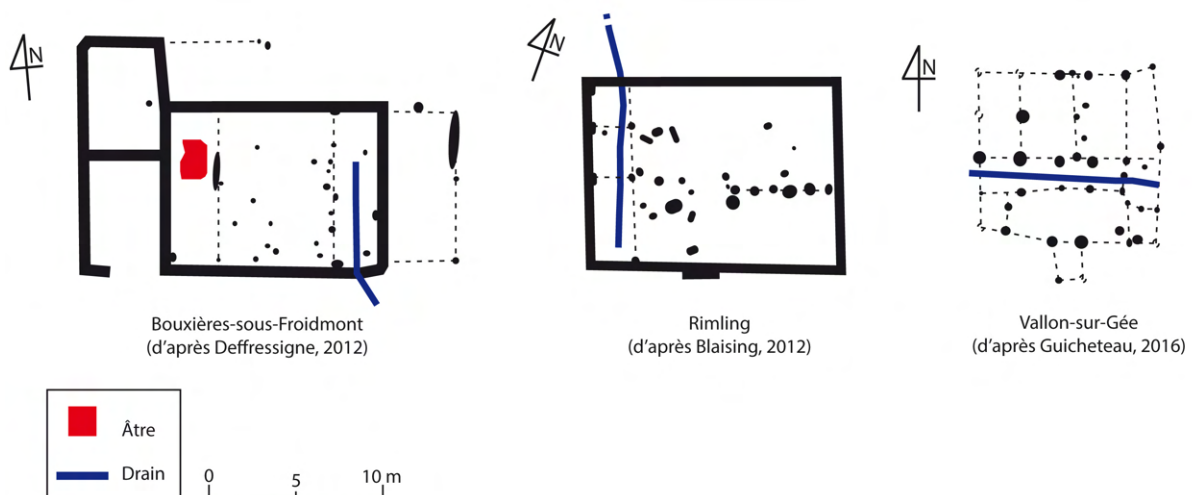 N
N
N
Bouxières-sous-Froidmont
(d'après Deffressigne, 2012)
Rimling
(d'après Blaising, 2012)
Vallon-sur-Gée
(d'après Guicheteau, 2016)
Âtre
Drain
0
5
10 m